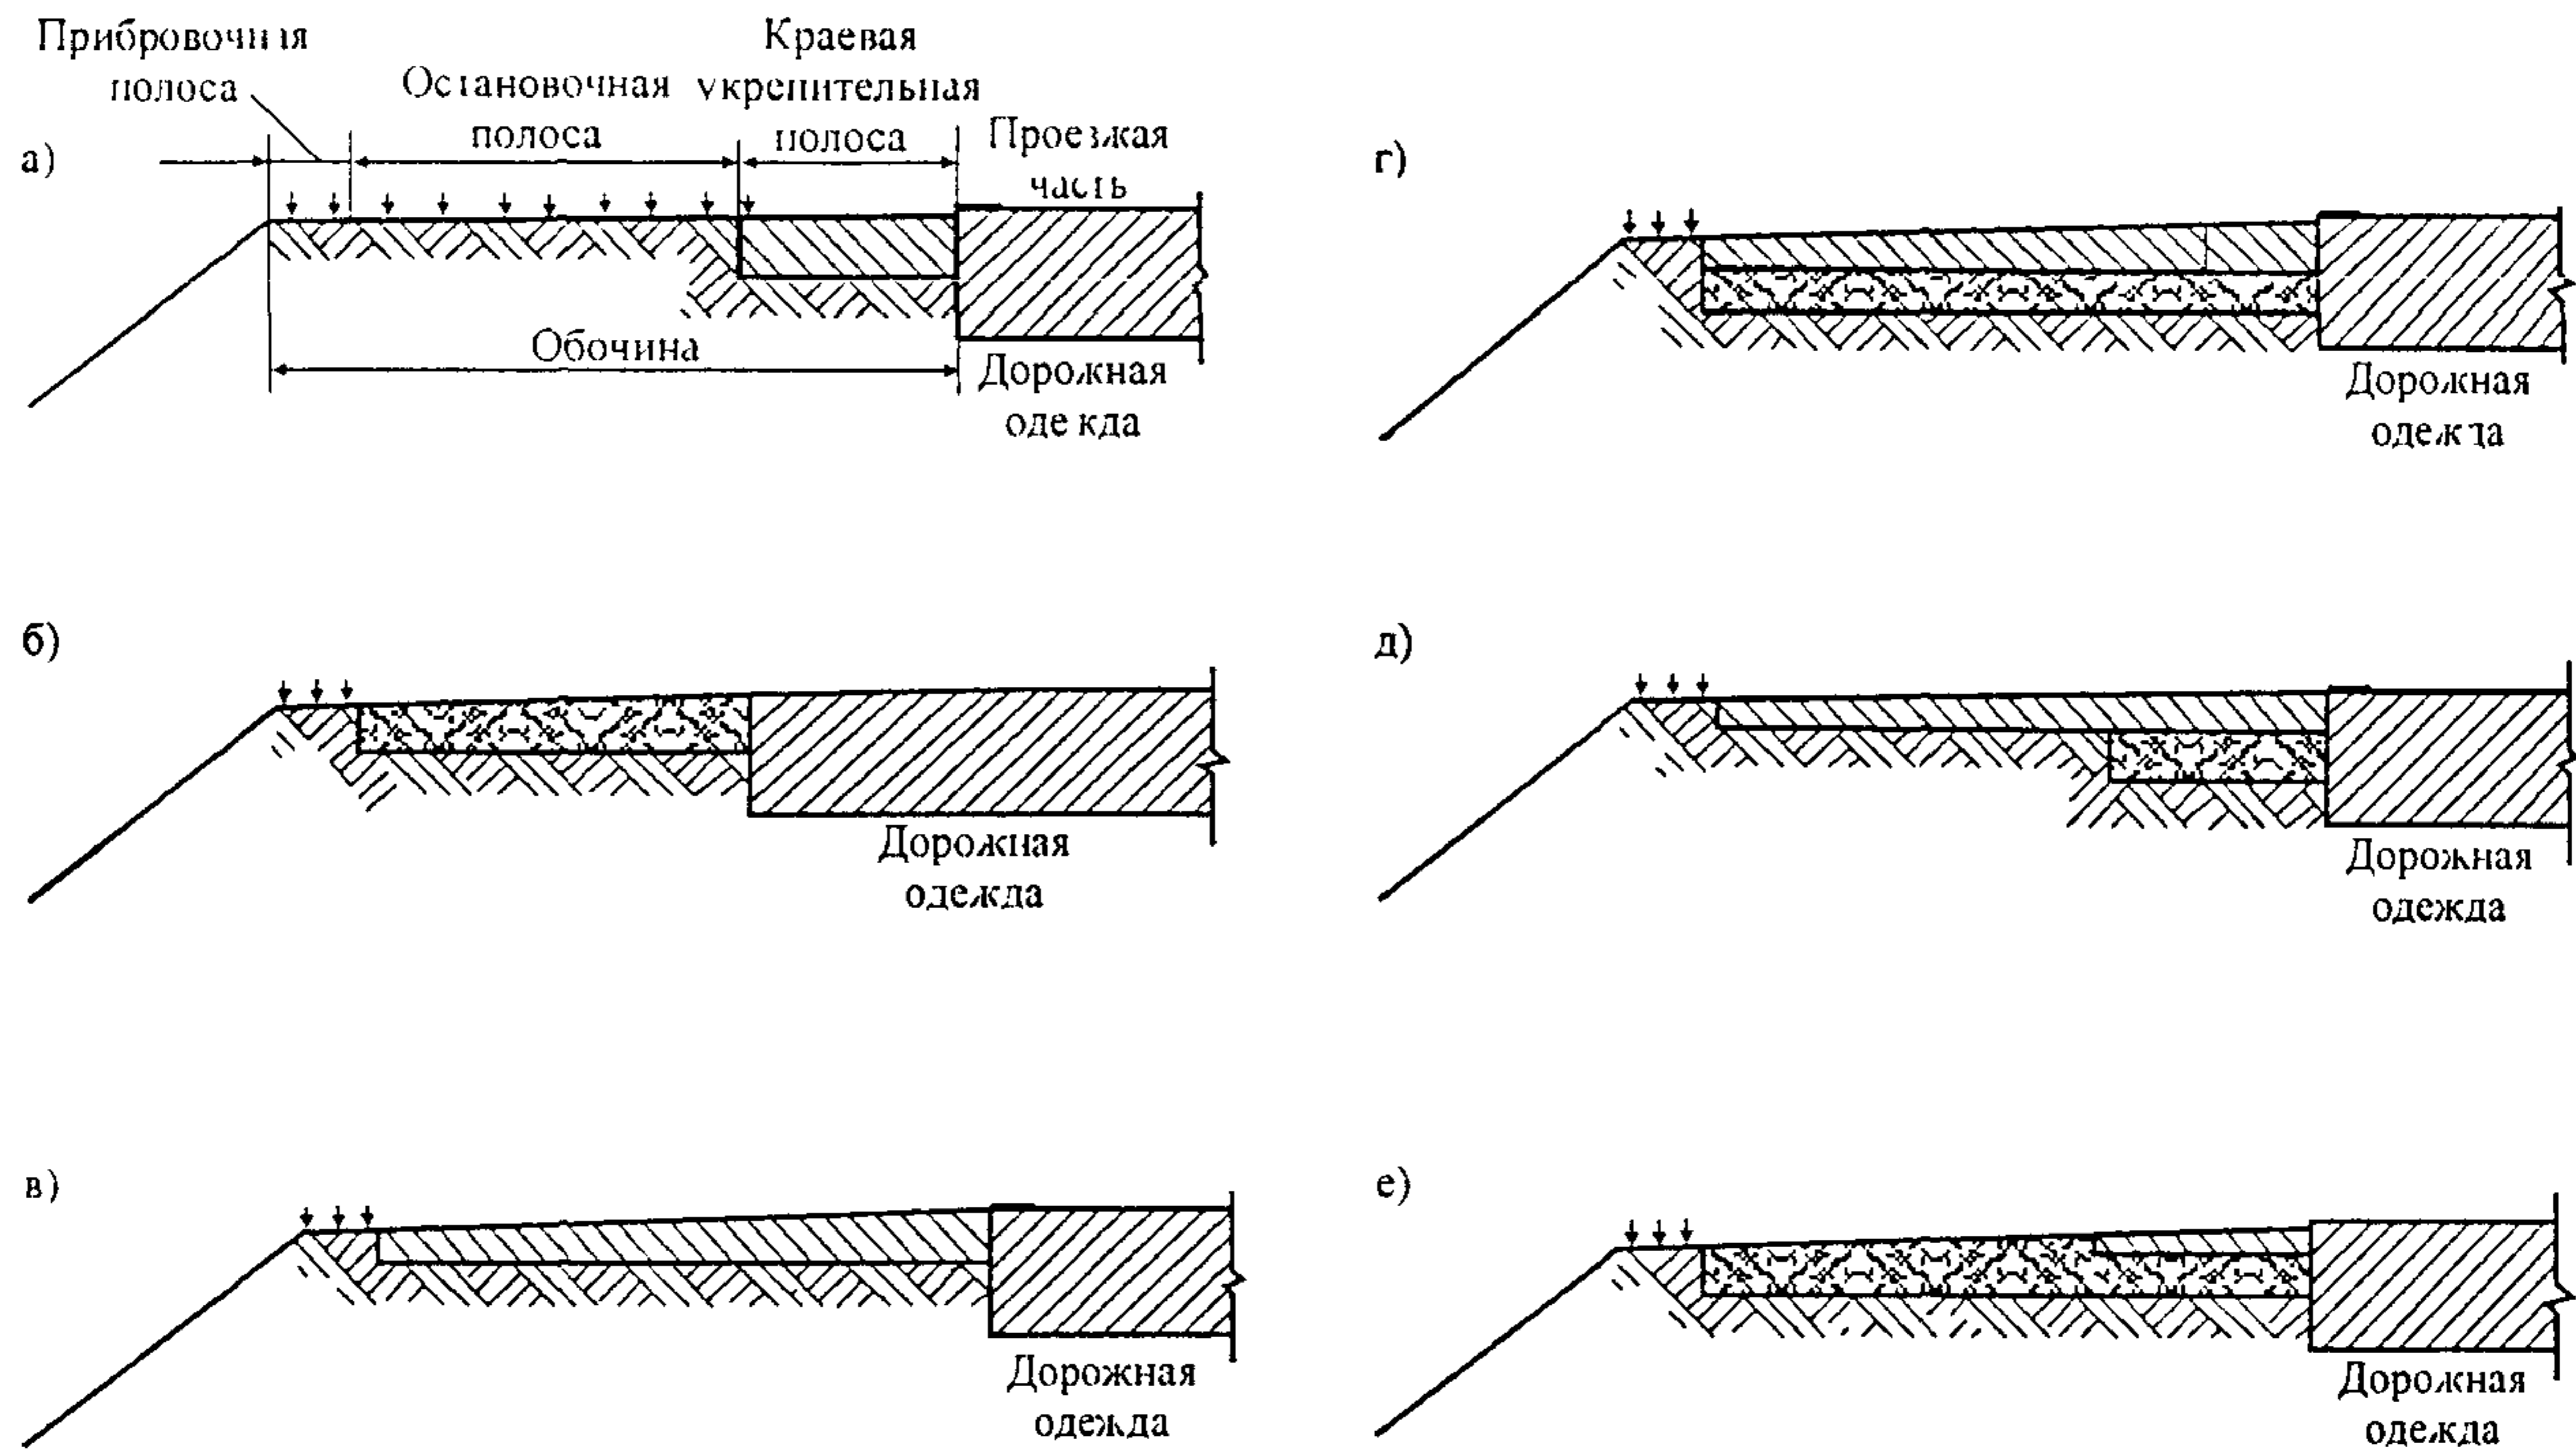 Прибровочная
полоса
Остановочная
полоса
Краевая
укрепительная
полоса
Проезжая
часть
а)
Обочина
Дорожная
одежда
г)
Дорожная
одежда
б)
Дорожная
одежда
д)
Дорожная
одежда
в)
Дорожная
одежда
е)
Дорожная
одежда